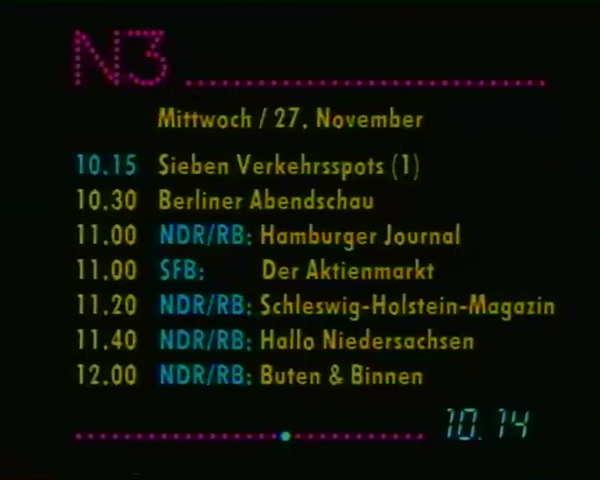 N3
Mittwoch / 27. November
10.15 Sieben Verkehrsspots (1)
10.30 Berliner Abendschau
11.00 NDR/RB: Hamburger Journal
11.00 SFB: Der Aktienmarkt
11.20 NDR/RB: Schleswig-Holstein-Magazin
11.40 NDR/RB: Hallo Niedersachsen
12.00 NDR/RB: Buten & Binnen
10.14